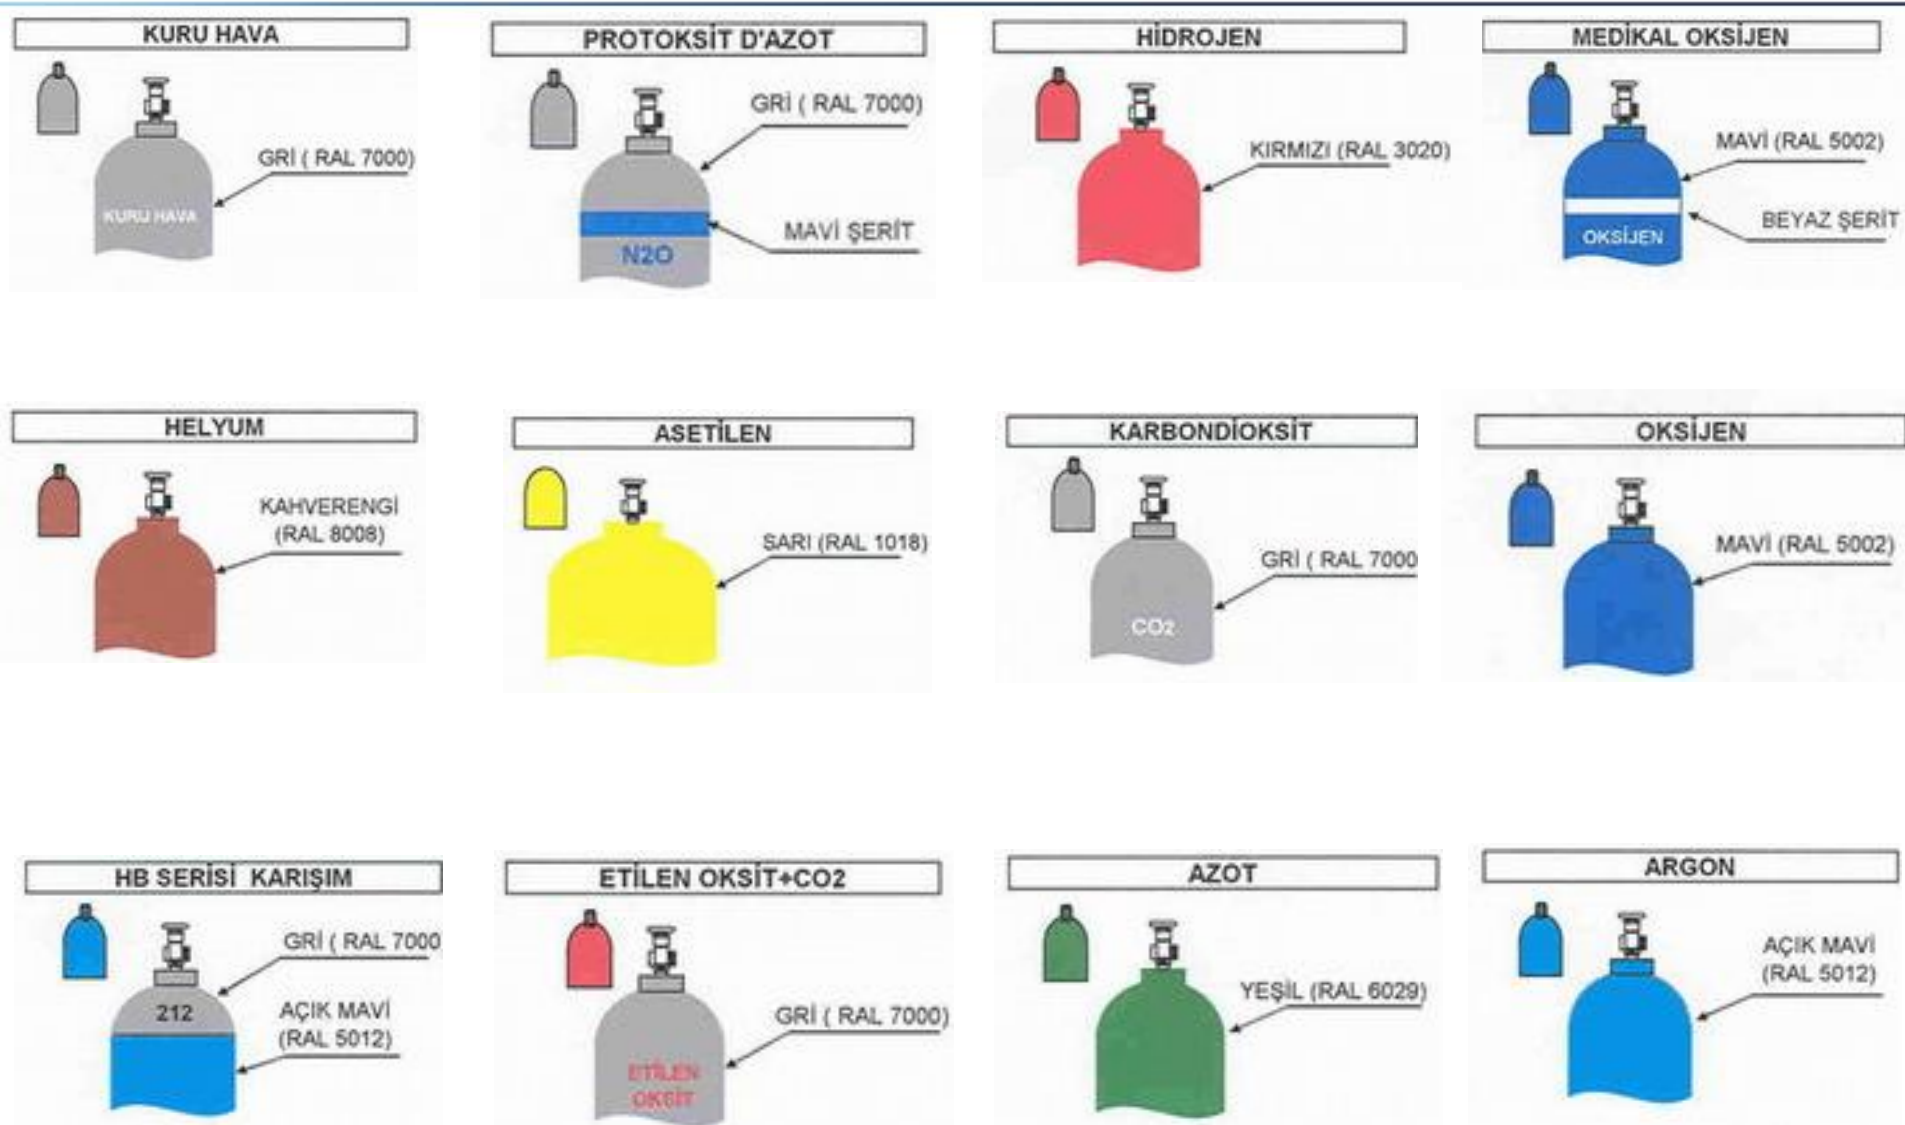 KURU HAVA
GRİ ( RAL 7000)
KURU HAVA
PROTOKSİT D'AZOT
GRİ ( RAL 7000)
MAVİ ŞERİT
N2O
HİDROJEN
KIRMIZI (RAL 3020)
MEDİKAL OKSİJEN
MAVİ (RAL 5002)
BEYAZ ŞERİT
OKSİJEN
HELYUM
KAHVERENGİ
(RAL 8008)
ASETİLEN
SARI (RAL 1018)
KARBONDİOKSİT
GRİ ( RAL 7000
CO2
OKSİJEN
MAVİ (RAL 5002)
HB SERİSİ KARIŞIM
GRİ ( RAL 7000
212
AÇIK MAVİ
(RAL 5012)
ETİLEN OKSİT+CO2
GRİ ( RAL 7000)
ETİLEN
OKSİT
AZOT
YEŞİL (RAL 6029)
ARGON
AÇIK MAVİ
(RAL 5012)